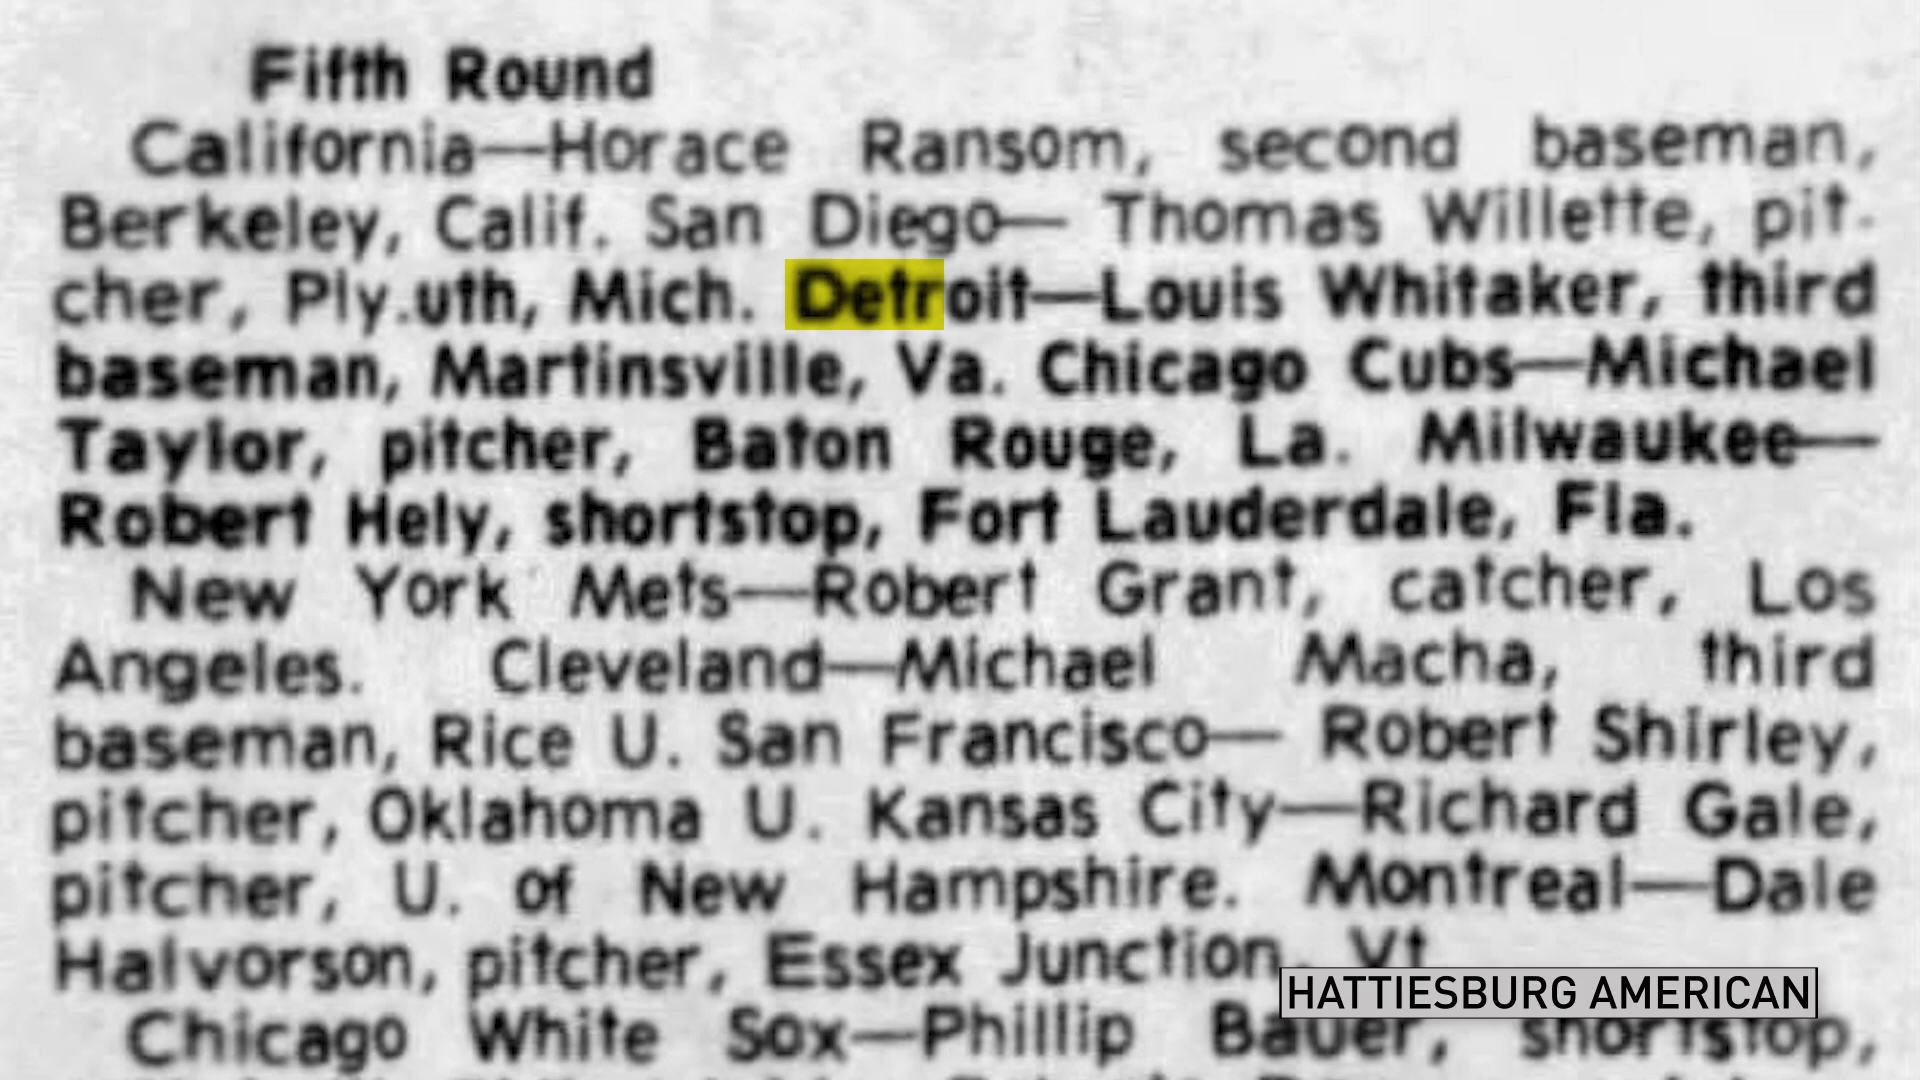 Fifth Round
California—Horace Ransom, second baseman,
Berkeley, Calif. San Diego— Thomas Willette, pit-
cher, Ply.uth, Mich. Detroit—Louis Whitaker, third
baseman, Martinsville, Va. Chicago Cubs—Michael
Taylor, pitcher, Baton Rouge, La. Milwaukee—
Robert Hely, shortstop, Fort Lauderdale, Fla.
New York Mets—Robert Grant, catcher, Los
Angeles. Cleveland—Michael Macha, third
baseman, Rice U. San Francisco— Robert Shirley,
pitcher, Oklahoma U. Kansas City—Richard Gale,
pitcher, U. of New Hampshire. Montreal—Dale
Halvorson, pitcher, Essex Junction, Vt
HATTIESBURG AMERICAN
Chicago White Sox—Phillip Bauer, shortstop,